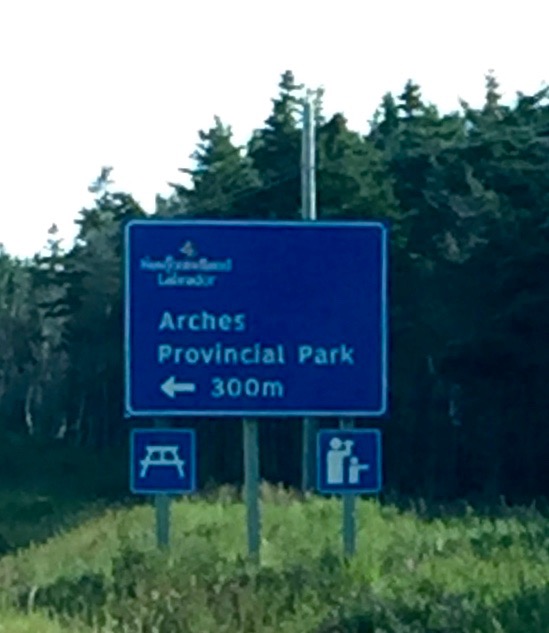 Newfoundland
Labrador
Arches
Provincial Park
← 300m